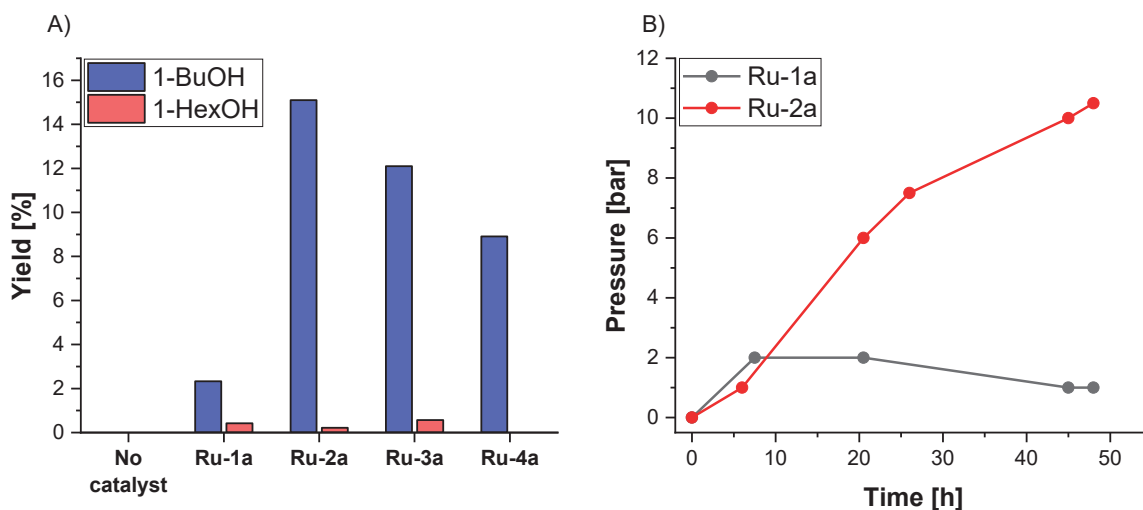 A)
1-BuOH
1-HexOH
Yield [%]
16
14
12
10
8
6
4
2
0
No
catalyst
Ru-1a
Ru-2a
Ru-3a
Ru-4a
B)
Ru-1a
Ru-2a
Pressure [bar]
12
10
8
6
4
2
0
0
10
20
30
40
50
Time [h]